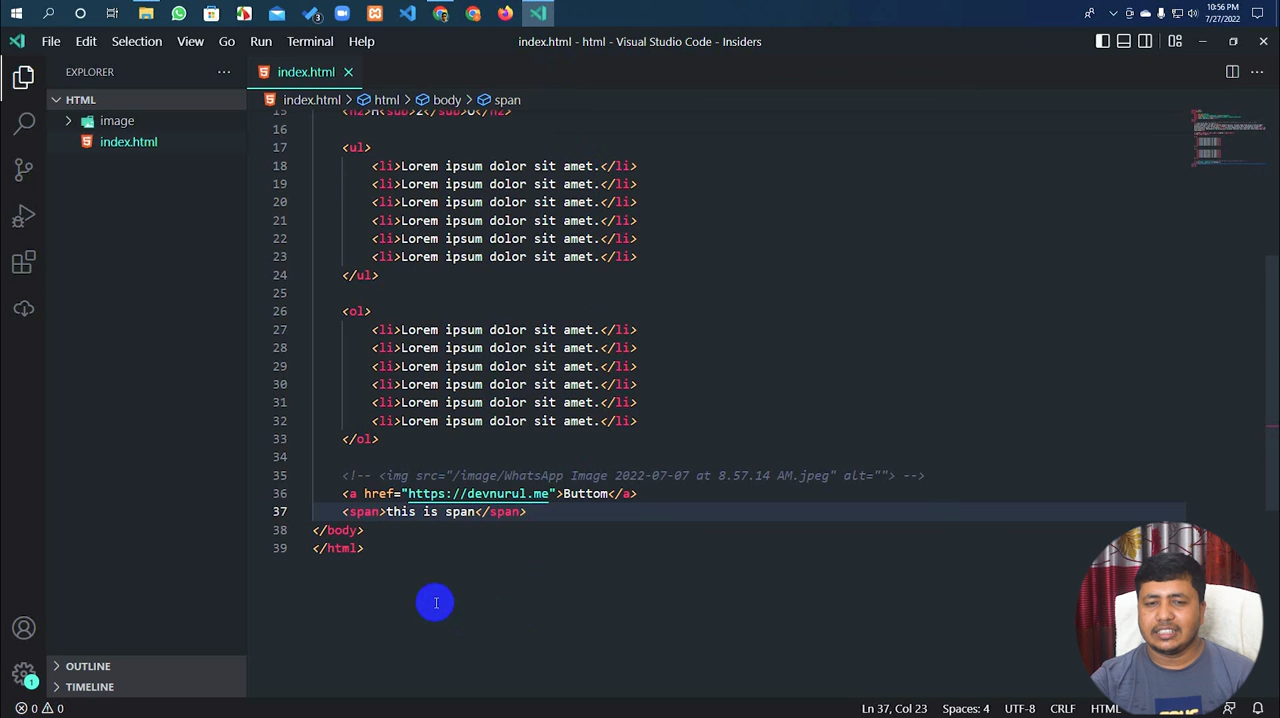 10:56 PM
7/27/2022
File Edit Selection View Go Run Terminal Help
index.html - html - Visual Studio Code - Insiders
EXPLORER
index.html
HTML
index.html > html > body > span
image
index.html
15 <h2>H<sub>2</sub>O</h2>
16
17 <ul>
18 <li>Lorem ipsum dolor sit amet.</li>
19 <li>Lorem ipsum dolor sit amet.</li>
20 <li>Lorem ipsum dolor sit amet.</li>
21 <li>Lorem ipsum dolor sit amet.</li>
22 <li>Lorem ipsum dolor sit amet.</li>
23 <li>Lorem ipsum dolor sit amet.</li>
24 </ul>
25
26 <ol>
27 <li>Lorem ipsum dolor sit amet.</li>
28 <li>Lorem ipsum dolor sit amet.</li>
29 <li>Lorem ipsum dolor sit amet.</li>
30 <li>Lorem ipsum dolor sit amet.</li>
31 <li>Lorem ipsum dolor sit amet.</li>
32 <li>Lorem ipsum dolor sit amet.</li>
33 </ol>
34
35 <!-- <img src="/image/WhatsApp Image 2022-07-07 at 8.57.14 AM.jpeg" alt=""> -->
36 <a href="https://devnurul.me">Buttom</a>
37 <span>this is span</span>
38 </body>
39 </html>
OUTLINE
TIMELINE
1
0 0
Ln 37, Col 23 Spaces: 4 UTF-8 CRLF HTML